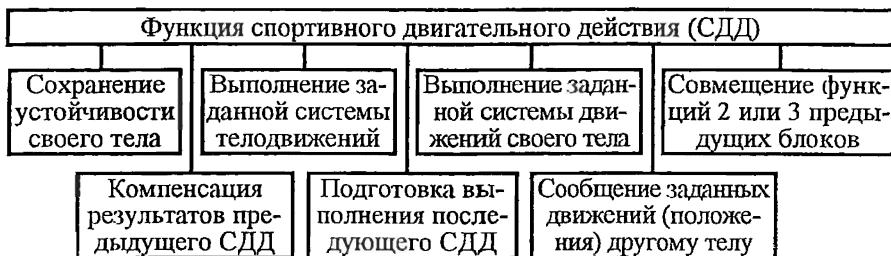 Функция спортивного двигательного действия (СДД)
Сохранение
устойчивости
своего тела
Выполнение за-
данной системы
телодвижений
Выполнение задан-
ной системы дви-
жений своего тела
Совмещение функ-
ций 2 или 3 преды-
дущих блоков
Компенсация
результатов пре-
дыдущего СДД
Подготовка вы-
полнения после-
дующего СДД
Сообщение заданных
движений (положе-
ния) другому телу